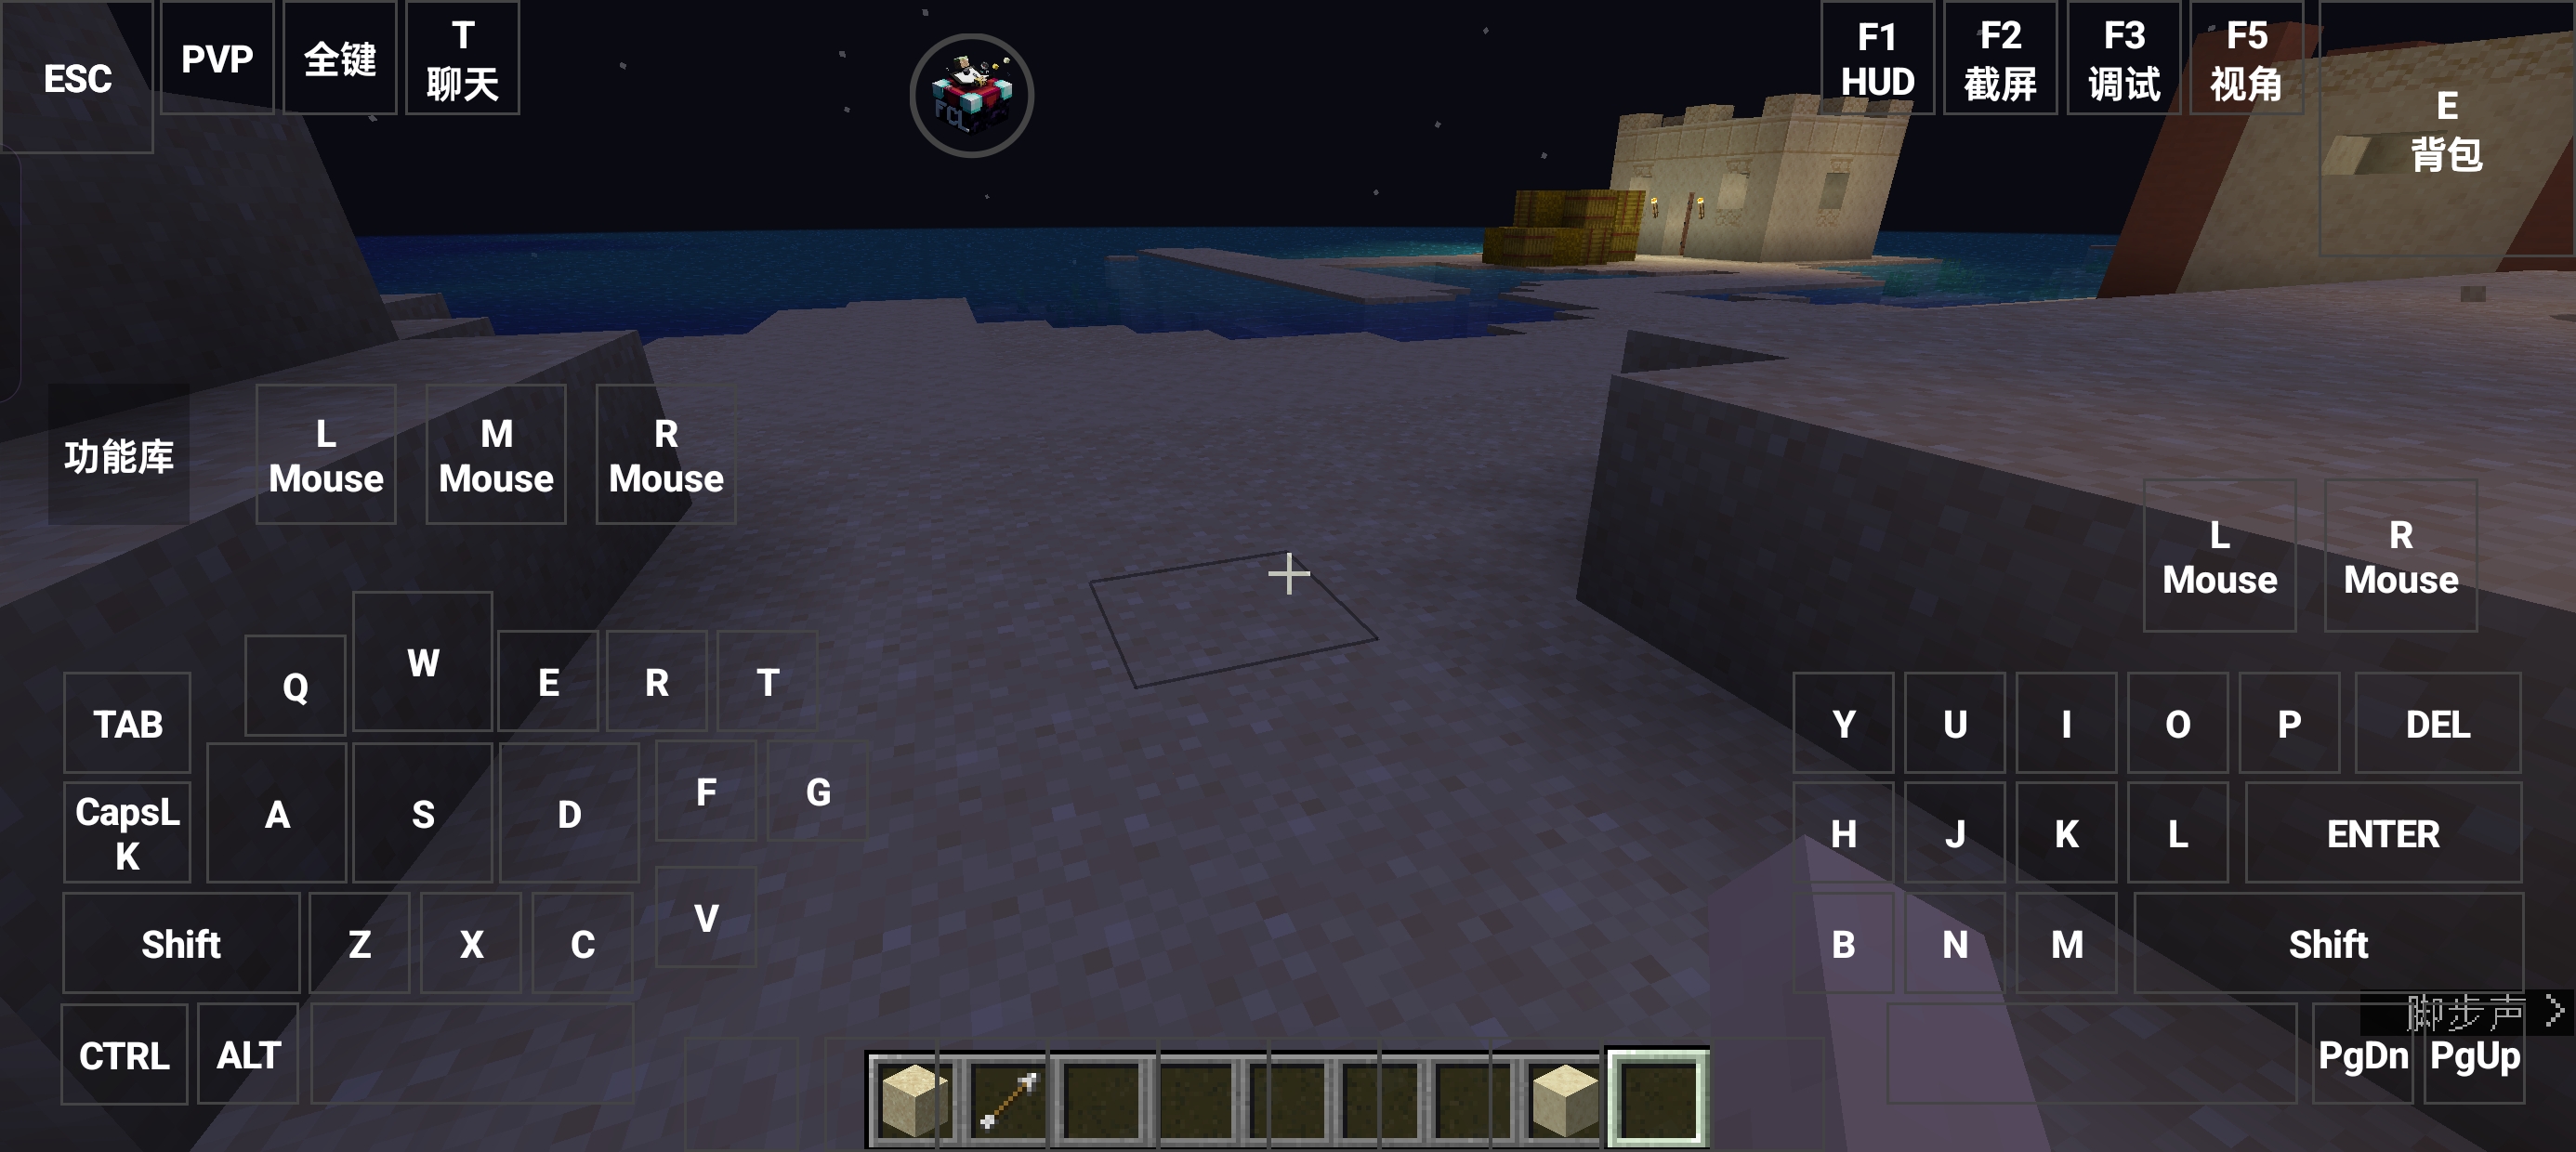 ESC
PVP
全键
T
聊天
FCL
F1
HUD
F2
截屏
F3
调试
F5
视角
E
背包
功能库
L
Mouse
M
Mouse
R
Mouse
L
Mouse
R
Mouse
Q
W
E
R
T
TAB
Y
U
I
O
P
DEL
CapsL
K
A
S
D
F
G
H
J
K
L
ENTER
Shift
Z
X
C
V
B
N
M
Shift
脚步声 >
CTRL
ALT
PgDn
PgUp